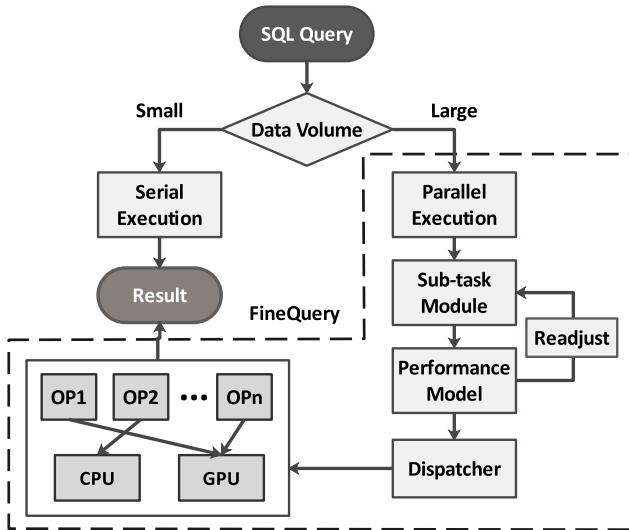 SQL Query
Small
Large
Data Volume
Serial
Execution
Parallel
Execution
Result
Sub-task
Module
FineQuery
Readjust
Performance
Model
OP1 OP2 ••• OPn
CPU GPU
Dispatcher